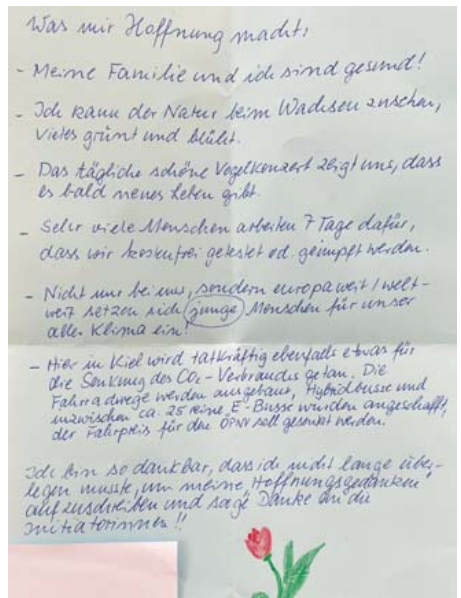 Was mir Hoffnung macht:
- Meine Familie und ich sind gesund!
- Ich kann der Natur beim Wachsen zusehen,
vieles grünt und blüht.
- Das tägliche schöne Vogelkonzert zeigt uns, dass
es bald neues Leben gibt.
- Sehr viele Menschen arbeiten 7 Tage dafür,
dass wir kostenfrei getestet od. geimpft werden.
- Nicht nur bei uns, sondern europaweit / welt-
weit setzen sich junge Menschen für unser
aller Klima ein!
- Hier in Kiel wird tatkräftig ebenfalls etwas für
die Senkung des CO₂-Verbrauchs getan. Die
Fahrradwege werden ausgebaut, Hybridbusse und
inzwischen ca. 25 reine E-Busse wurden angeschafft,
der Fahrpreis für den ÖPNV soll gesenkt werden.
Ich bin so dankbar, dass ich nicht lange über-
legen musste, um meine "Hoffnungsgedanken"
aufzuschreiben und sage Danke an die
Initiatorinnen!!